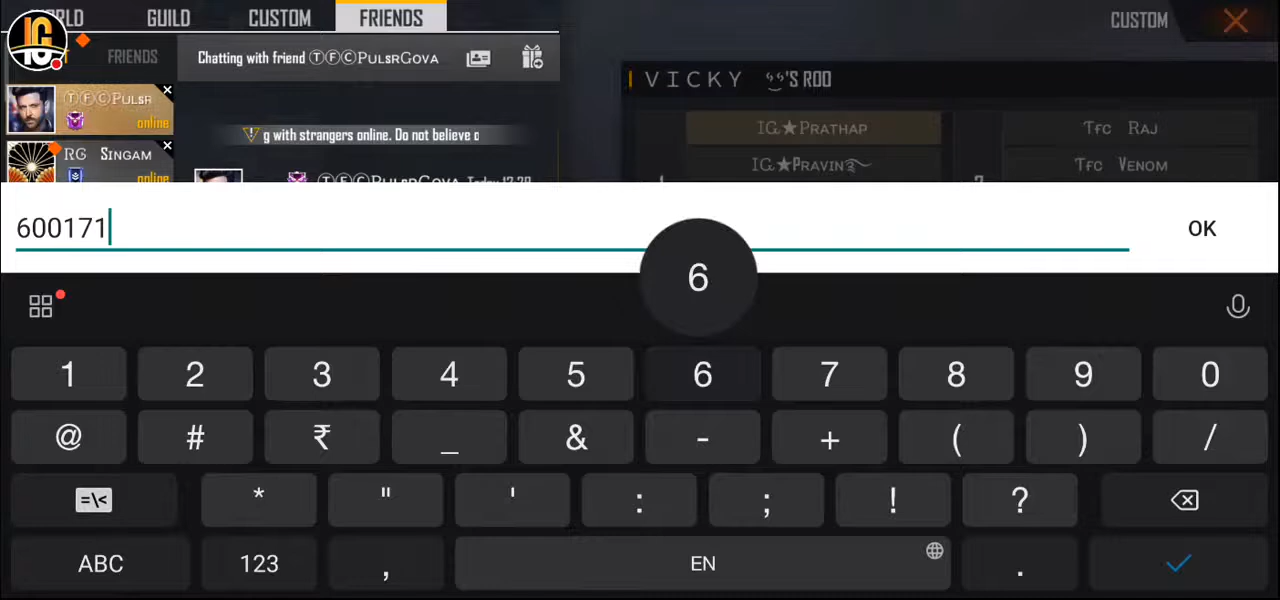 GUILD
CUSTOM
FRIENDS
CUSTOM
IG
FRIENDS
Chatting with friend ⓉⒻⒸPulsrGova
ⓉⒻⒸPulsr
online
g with strangers online. Do not believe
RG Singam
online
VICKY 'S ROO
IG★Prathap
Tfc Raj
IG★Pravin
Tfc Venom
600171
OK
6
1 2 3 4 5 6 7 8 9 0
@ # ₹ _ & - + ( ) /
=\< * " ' : ; ! ?
ABC 123 , EN .